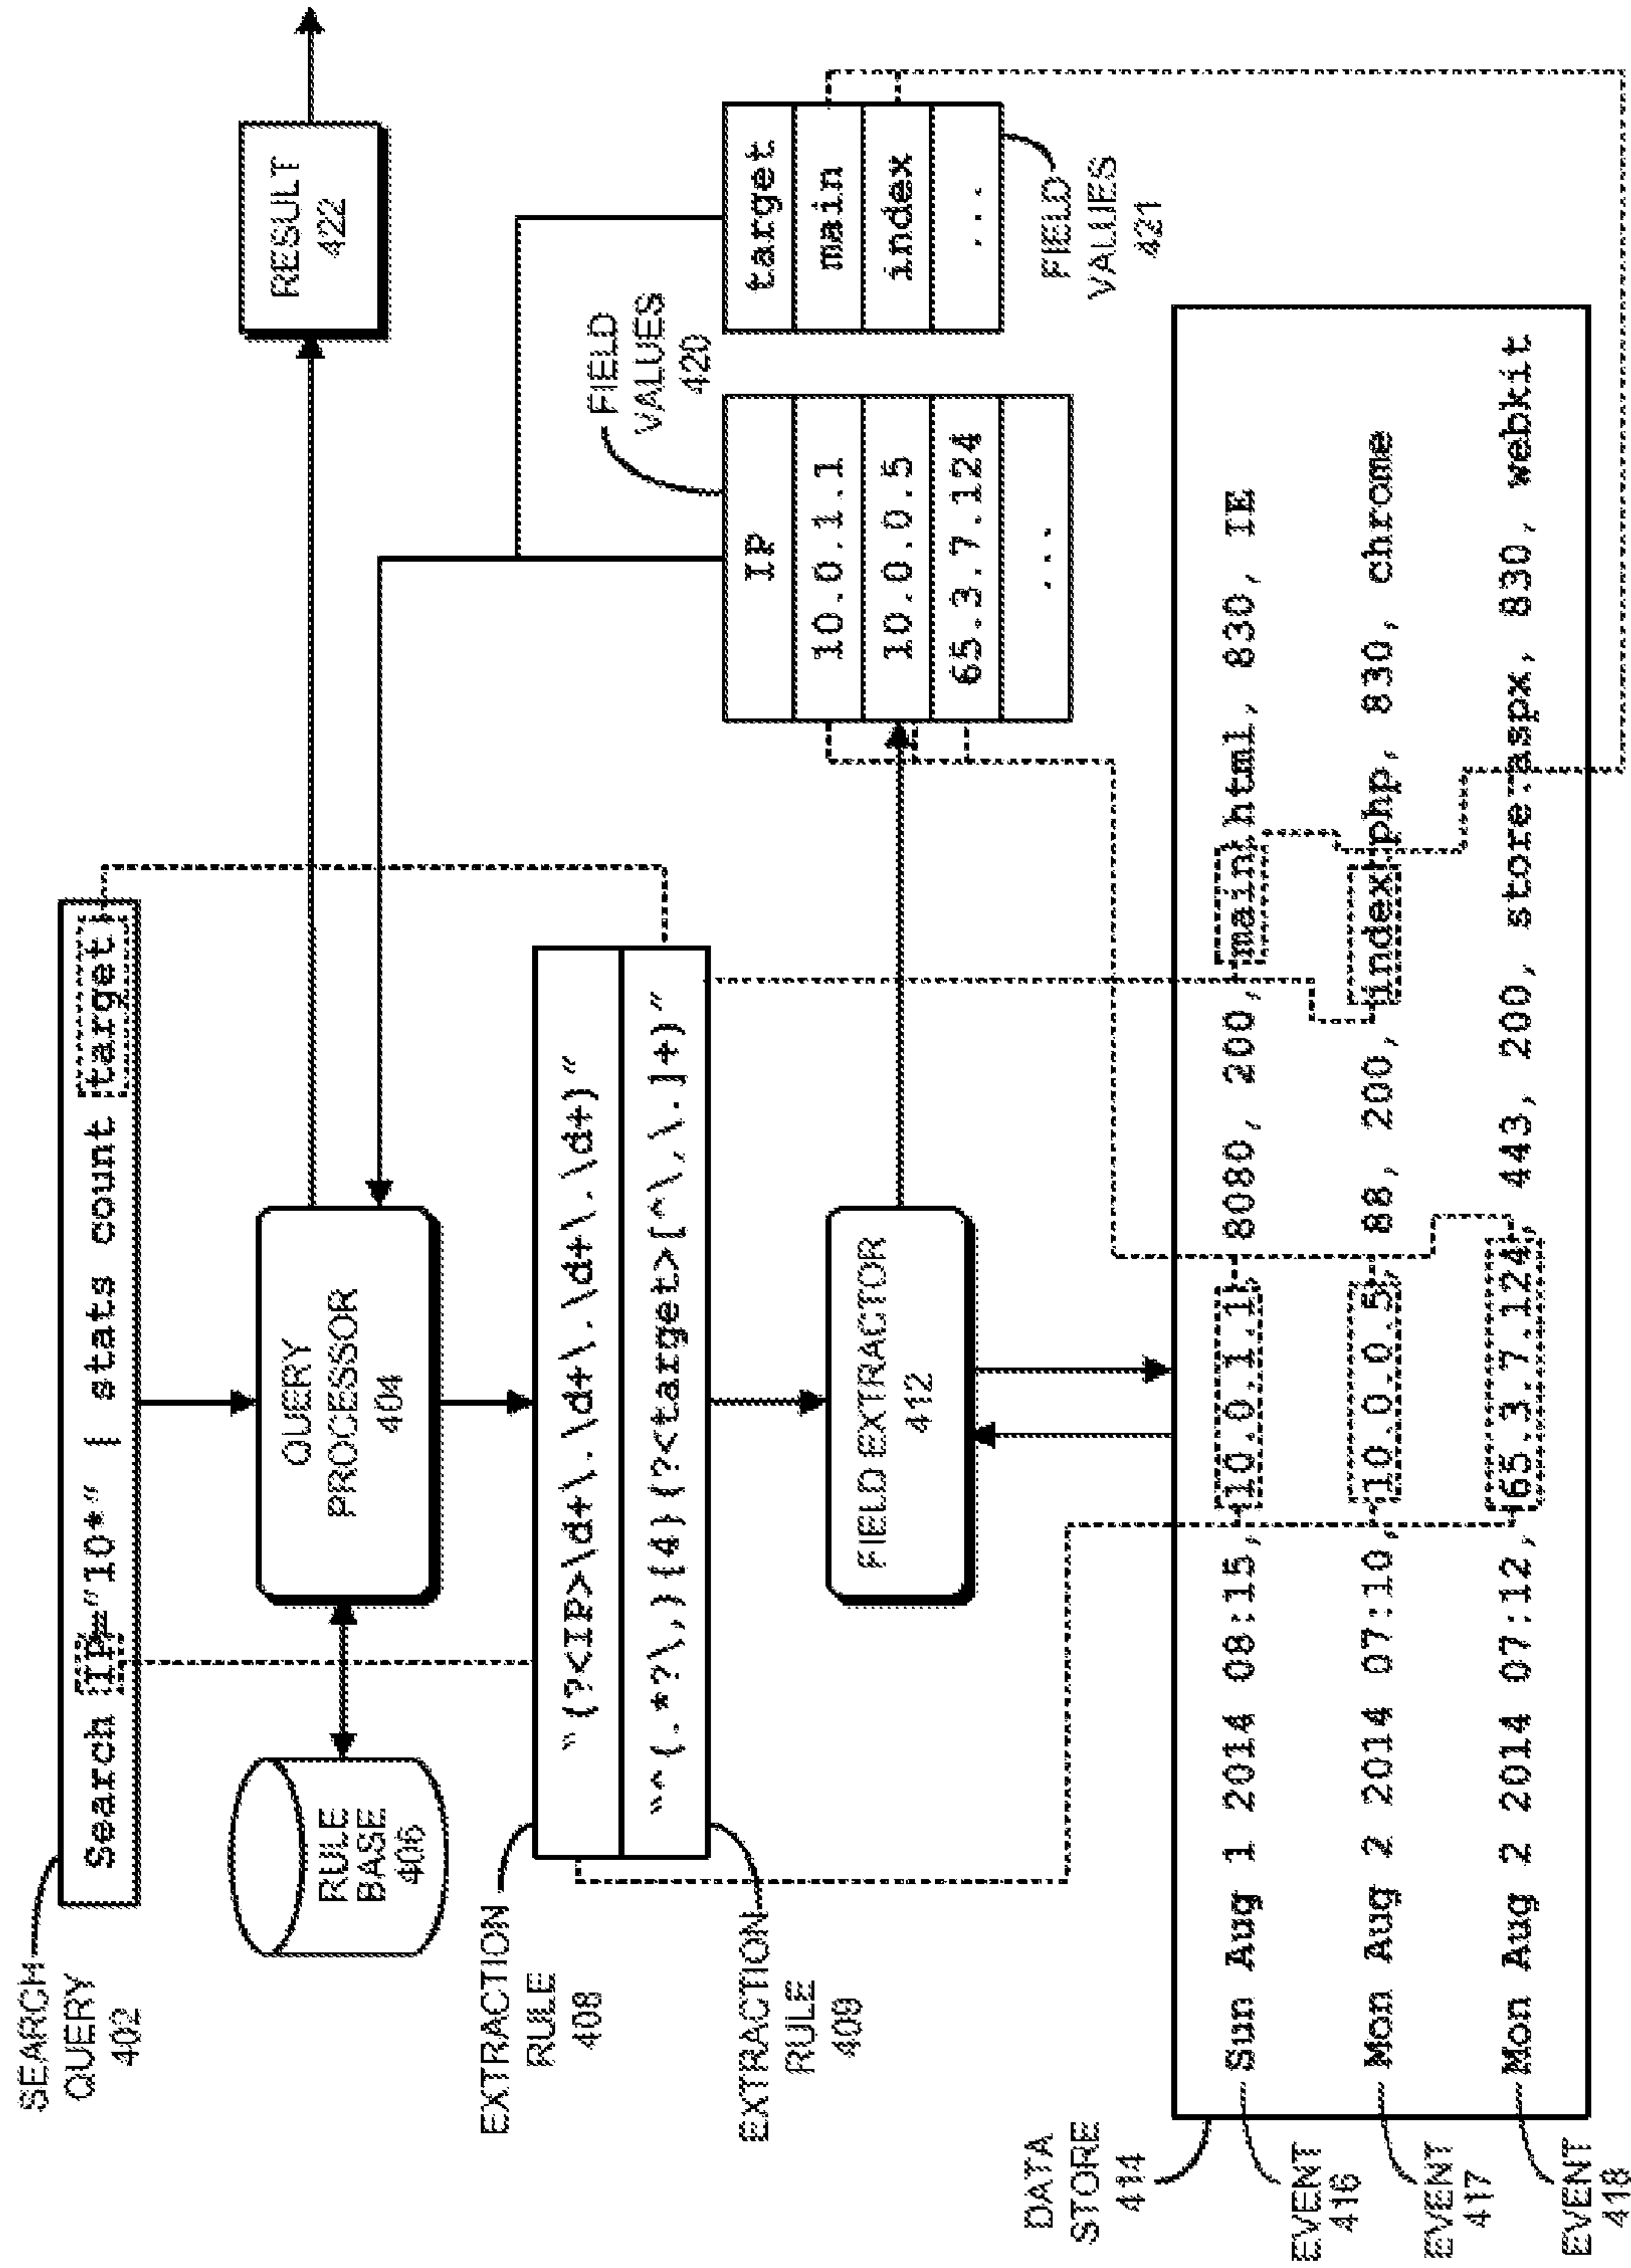 SEARCH
QUERY
402
Search IP="10*" | stats count target
RULE
BASE
406
QUERY
PROCESSOR
404
RESULT
422
EXTRACTION
RULE
408
"(?<IP>\d+\.\d+\.\d+\.\d+)"
"^(.*?\,){4}(?<target>[^\,\.]+)"
EXTRACTION
RULE
409
FIELD EXTRACTOR
412
FIELD
VALUES
420
IP
10.0.1.1
10.0.0.5
65.3.7.124
...
target
main
index
...
FIELD
VALUES
421
DATA
STORE
414
Sun Aug 1 2014 08:15, 10.0.1.1, 8080, 200, main.html, 830, IE
EVENT
416
Mon Aug 2 2014 07:10, 10.0.0.5, 88, 200, index.php, 830, chrome
EVENT
417
Mon Aug 2 2014 07:12, 65.3.7.124, 443, 200, store.aspx, 830, webkit
EVENT
418